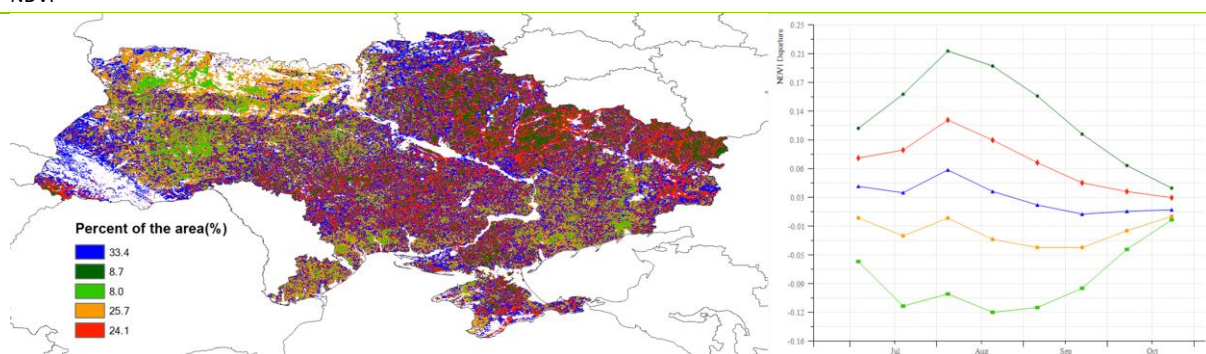 NDVI
Percent of the area(%)
33.4
8.7
8.0
25.7
24.1
NDVI Departure
0.25
0.21
0.17
0.14
0.10
0.06
0.03
-0.01
-0.05
-0.09
-0.12
-0.16
Jul
Aug
Sep
Oct